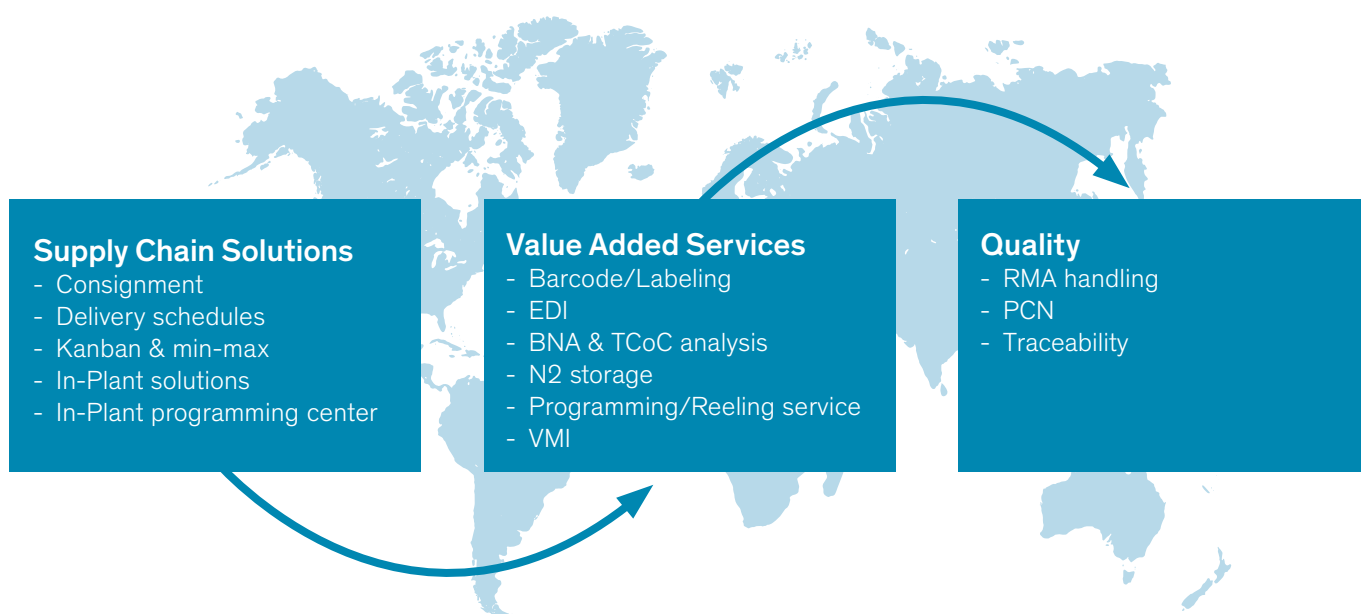 Supply Chain Solutions
- Consignment
- Delivery schedules
- Kanban & min-max
- In-Plant solutions
- In-Plant programming center
Value Added Services
- Barcode/Labeling
- EDI
- BNA & TCoC analysis
- N2 storage
- Programming/Reeling service
- VMI
Quality
- RMA handling
- PCN
- Traceability